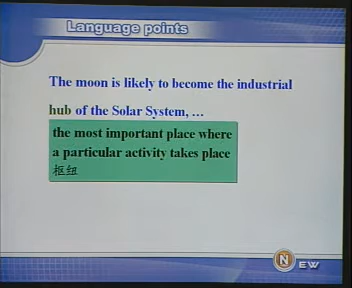 Language points
The moon is likely to become the industrial
hub of the Solar System, ...
the most important place where
a particular activity takes place
枢纽
N EW